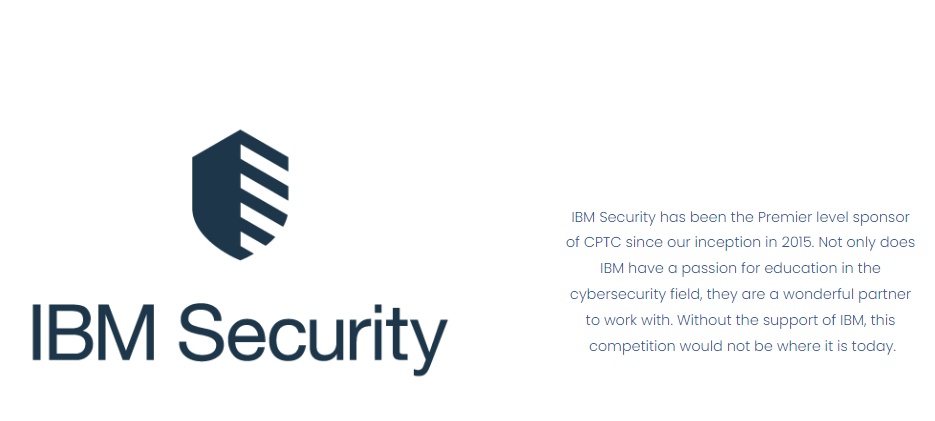 IBM Security
IBM Security has been the Premier level sponsor
of CPTC since our inception in 2015. Not only does
IBM have a passion for education in the
cybersecurity field, they are a wonderful partner
to work with. Without the support of IBM, this
competition would not be where it is today.